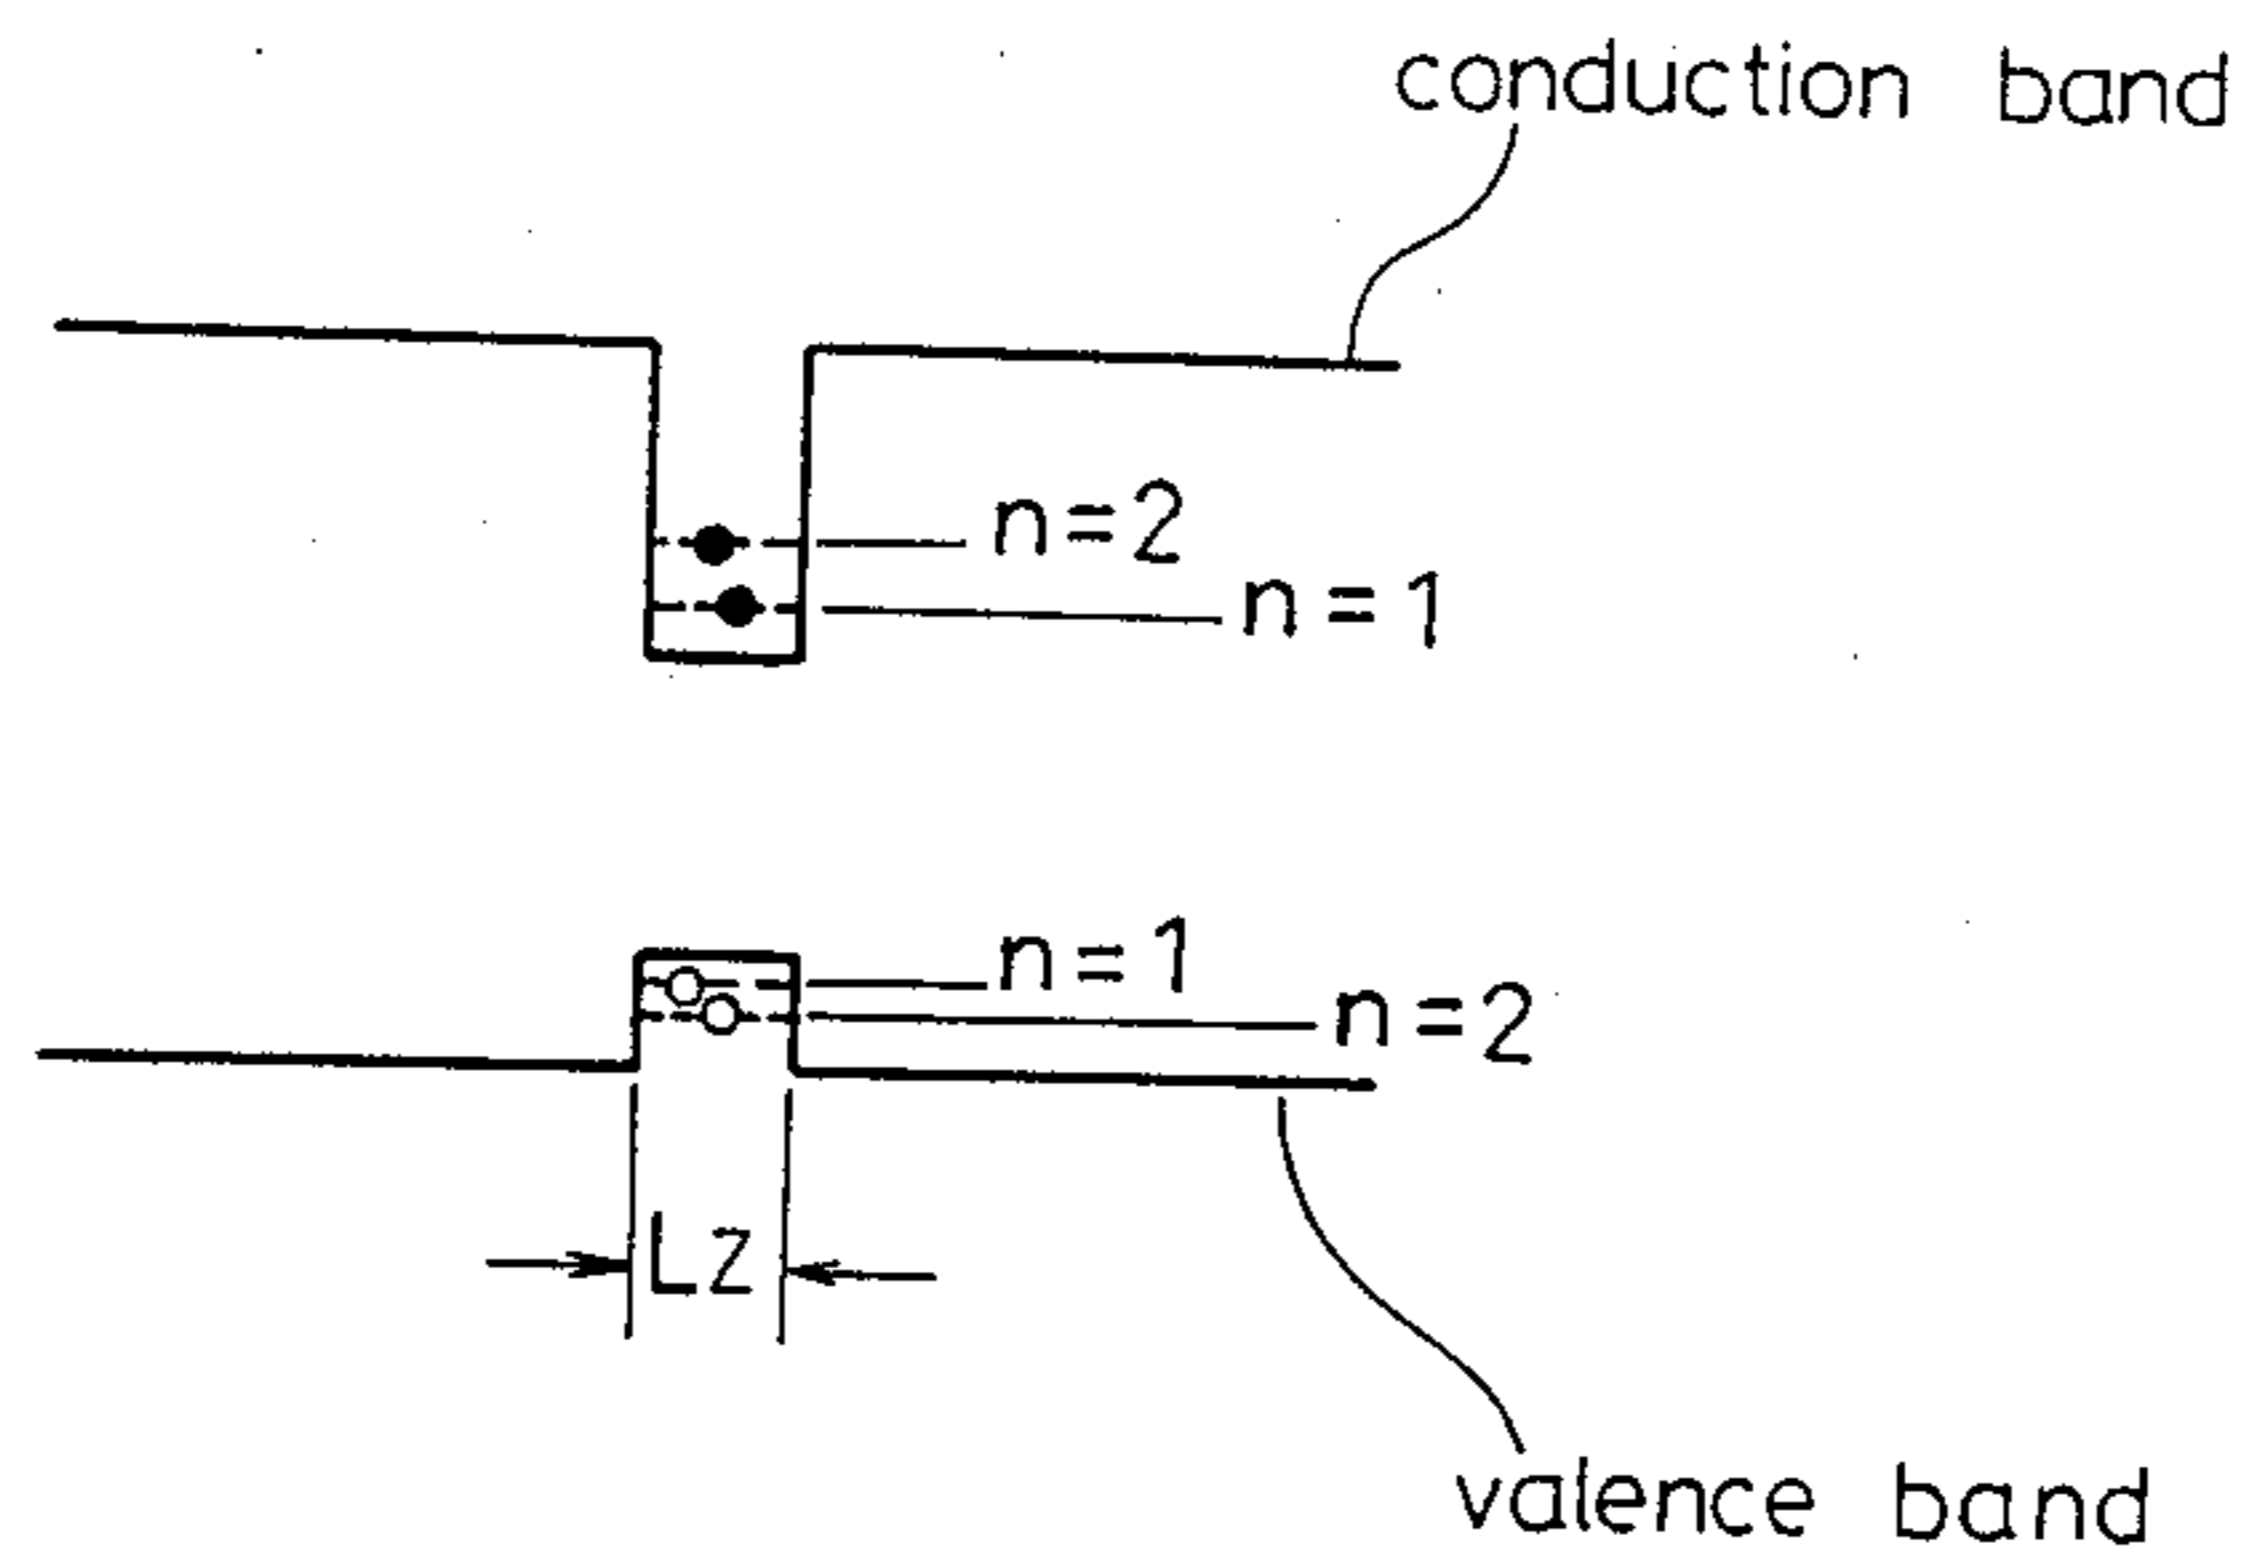 conduction band
n=2
n=1
n=1
n=2
Lz
valence band